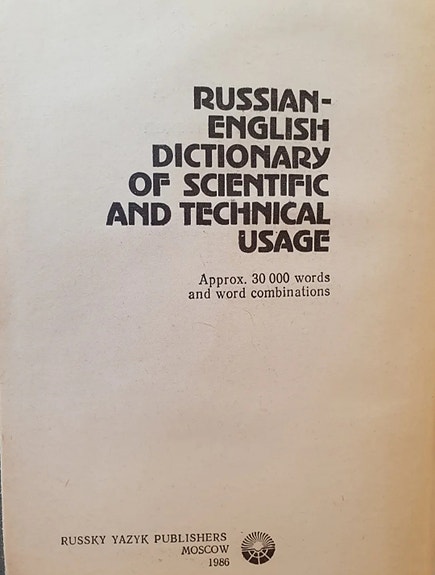 RUSSIAN-
ENGLISH
DICTIONARY
OF SCIENTIFIC
AND TECHNICAL
USAGE
Approx. 30 000 words
and word combinations
RUSSKY YAZYK PUBLISHERS
MOSCOW
1986